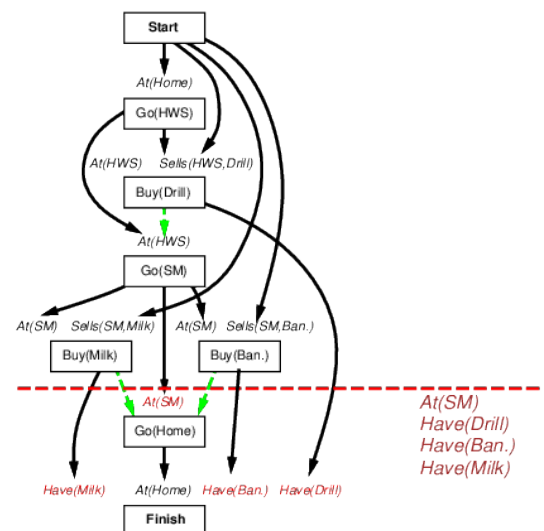 Start
At(Home)
Go(HWS)
At(HWS) Sells(HWS,Drill)
Buy(Drill)
At(HWS)
Go(SM)
At(SM) Sells(SM,Milk) At(SM) Sells(SM,Ban.)
Buy(Milk) Buy(Ban.)
At(SM)
Go(Home)
At(SM)
Have(Drill)
Have(Ban.)
Have(Milk)
Have(Milk) At(Home) Have(Ban.) Have(Drill)
Finish